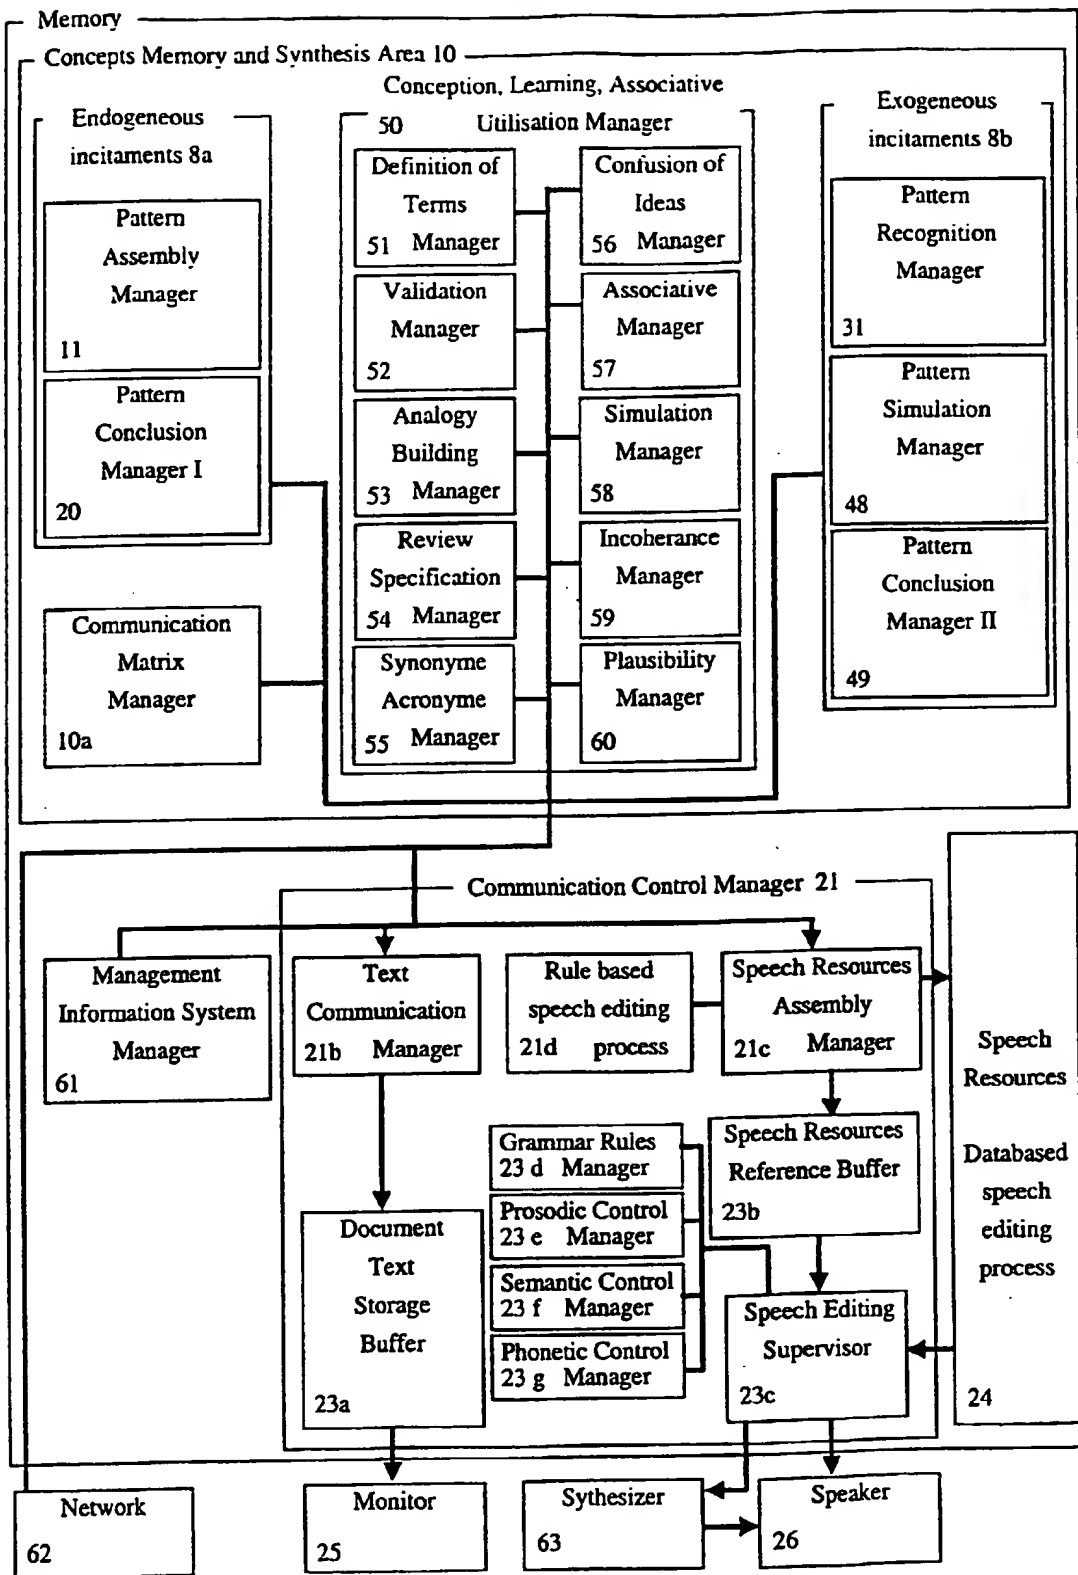 Memory
Concepts Memory and Synthesis Area 10
Endogeneous
incitaments 8a
Pattern
Assembly
Manager
11
Pattern
Conclusion
Manager I
20
Communication
Matrix
Manager
10a
Conception, Learning, Associative
50 Utilisation Manager
Definition of
Terms
51 Manager
Validation
Manager
52
Analogy
Building
53 Manager
Review
Specification
54 Manager
Synonyme
Acronyme
55 Manager
Confusion of
Ideas
56 Manager
Associative
Manager
57
Simulation
Manager
58
Incoherance
Manager
59
Plausibility
Manager
60
Exogeneous
incitaments 8b
Pattern
Recognition
Manager
31
Pattern
Simulation
Manager
48
Pattern
Conclusion
Manager II
49
Communication Control Manager 21
Management
Information System
Manager
61
Text
Communication
21b Manager
Rule based
speech editing
21d process
Speech Resources
Assembly
21c Manager
Speech
Resources
Databased
speech
editing
process
24
Grammar Rules
23 d Manager
Prosodic Control
23 e Manager
Semantic Control
23 f Manager
Phonetic Control
23 g Manager
Speech Resources
Reference Buffer
23b
Document
Text
Storage
Buffer
23a
Speech Editing
Supervisor
23c
Network
62
Monitor
25
Sythesizer
63
Speaker
26